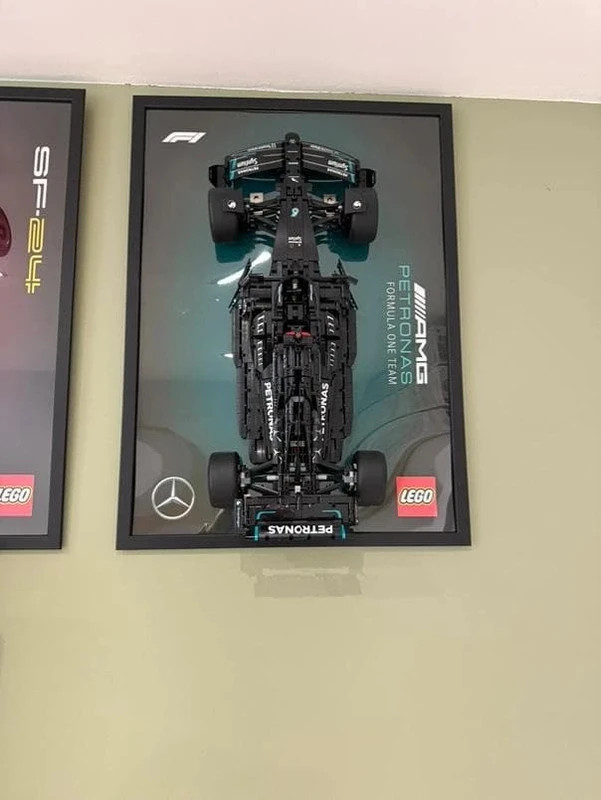 SF-24
LEGO
F1
AMG
PETRONAS
FORMULA ONE TEAM
PETRONAS
PETRONAS
LEGO
PETRONAS